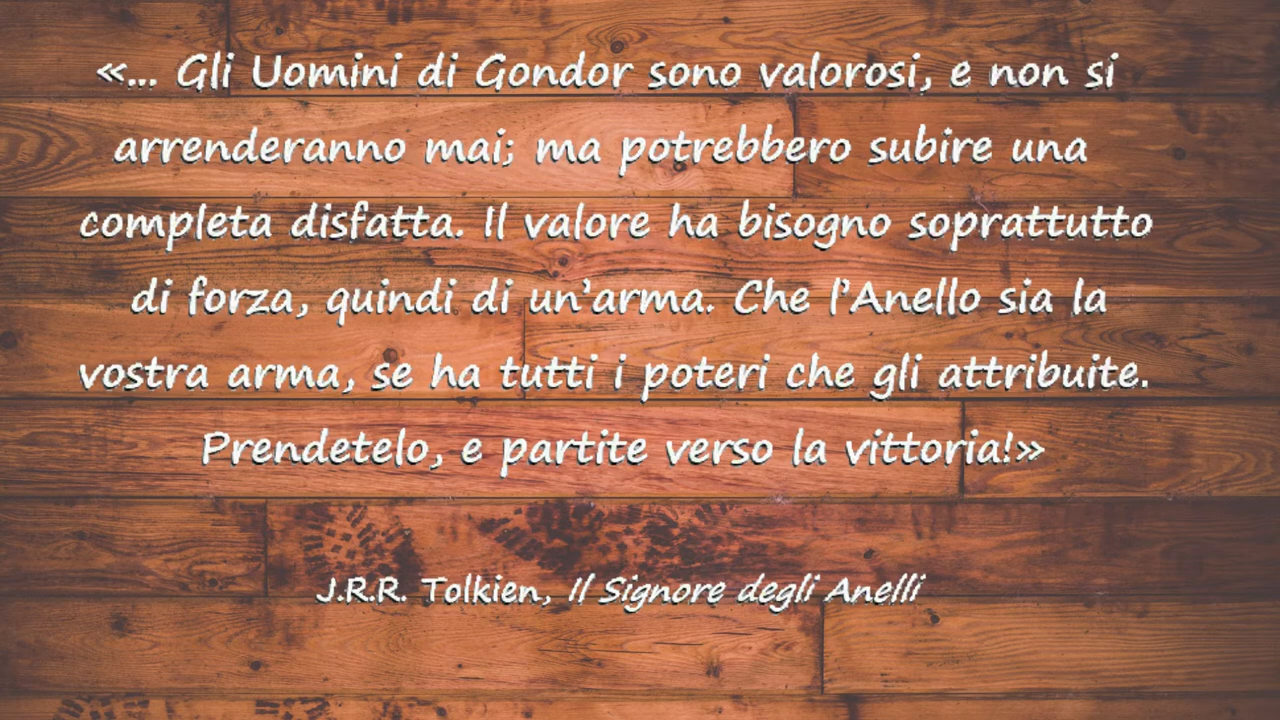 «... Gli Uomini di Gondor sono valorosi, e non si
arrenderanno mai; ma potrebbero subire una
completa disfatta. Il valore ha bisogno soprattutto
di forza, quindi di un’arma. Che l’Anello sia la
vostra arma, se ha tutti i poteri che gli attribuite.
Prendetelo, e partite verso la vittoria!»
J.R.R. Tolkien, Il Signore degli Anelli